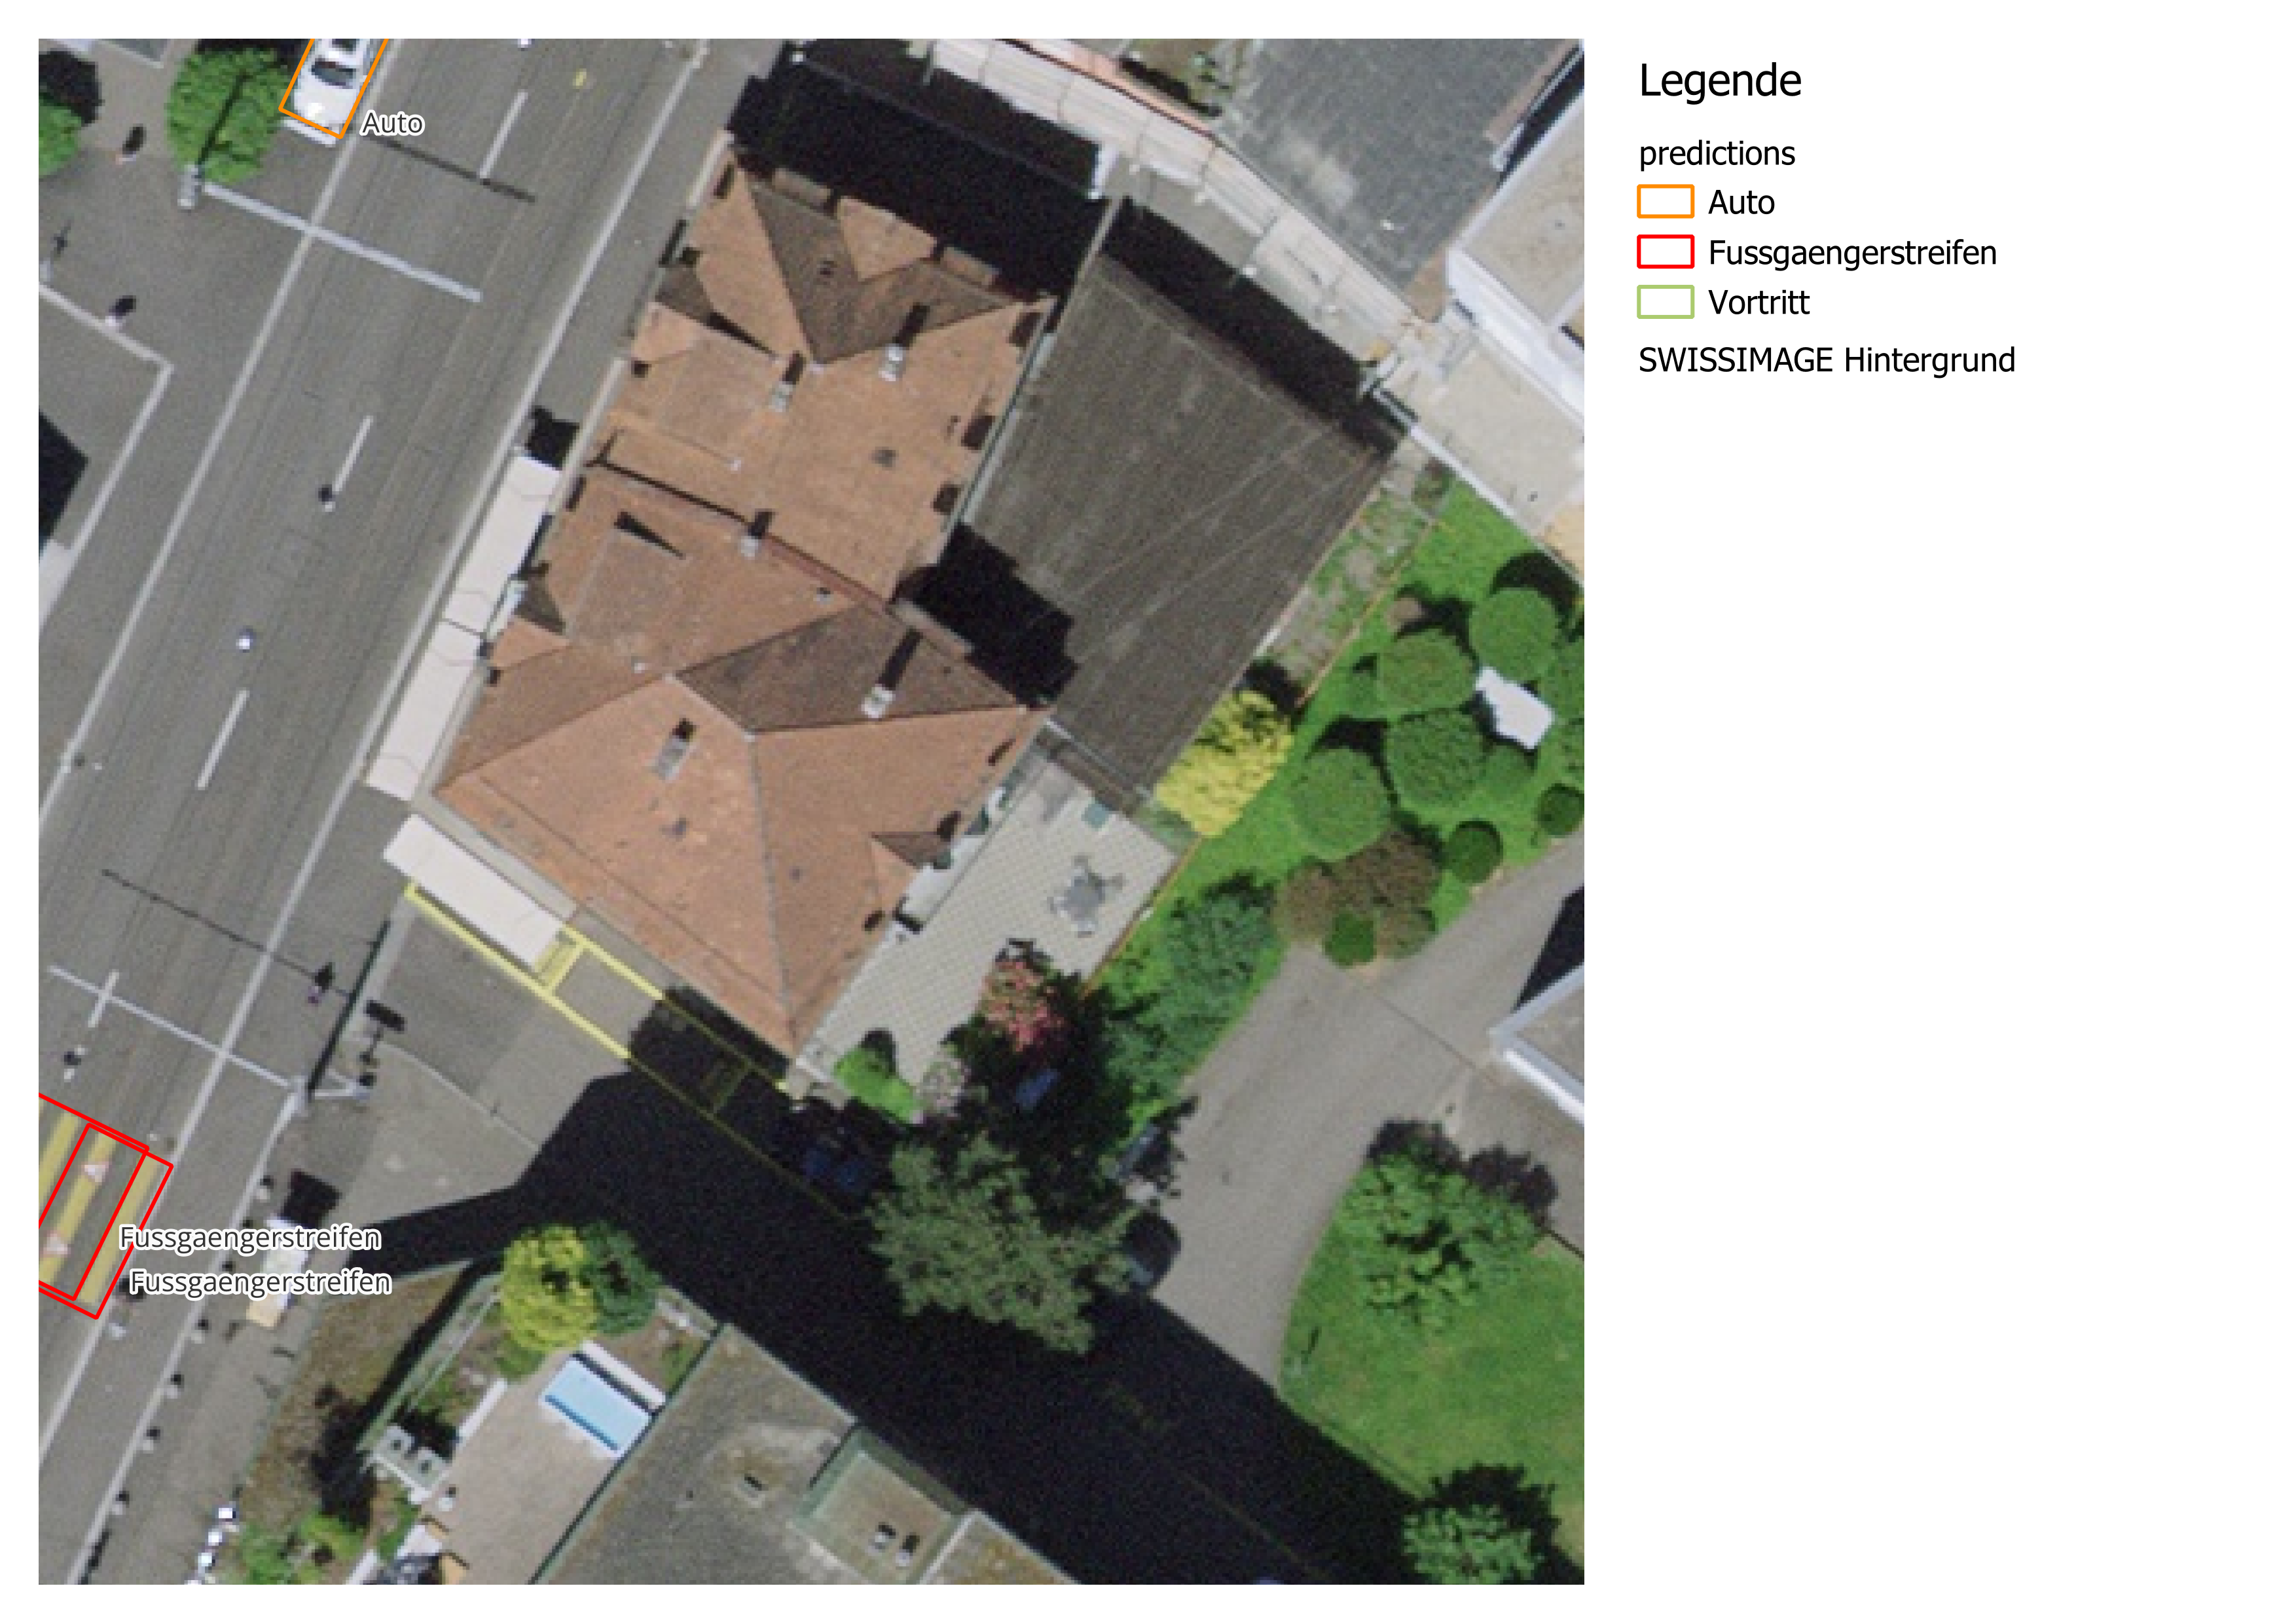 Legende
predictions
Auto
Fussgaengerstreifen
Vortritt
SWISSIMAGE Hintergrund
Auto
Fussgaengerstreifen
Fussgaengerstreifen